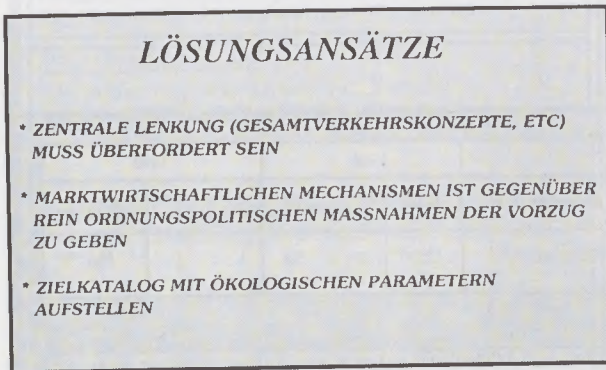 LÖSUNGSANSÄTZE
* ZENTRALE LENKUNG (GESAMTVERKEHRSKONZEPTE, ETC)
MUSS ÜBERFORDERT SEIN
* MARKTWIRTSCHAFTLICHEN MECHANISMEN IST GEGENÜBER
REIN ORDNUNGSPOLITISCHEN MASSNAHMEN DER VORZUG
ZU GEBEN
* ZIELKATALOG MIT ÖKOLOGISCHEN PARAMETERN
AUFSTELLEN